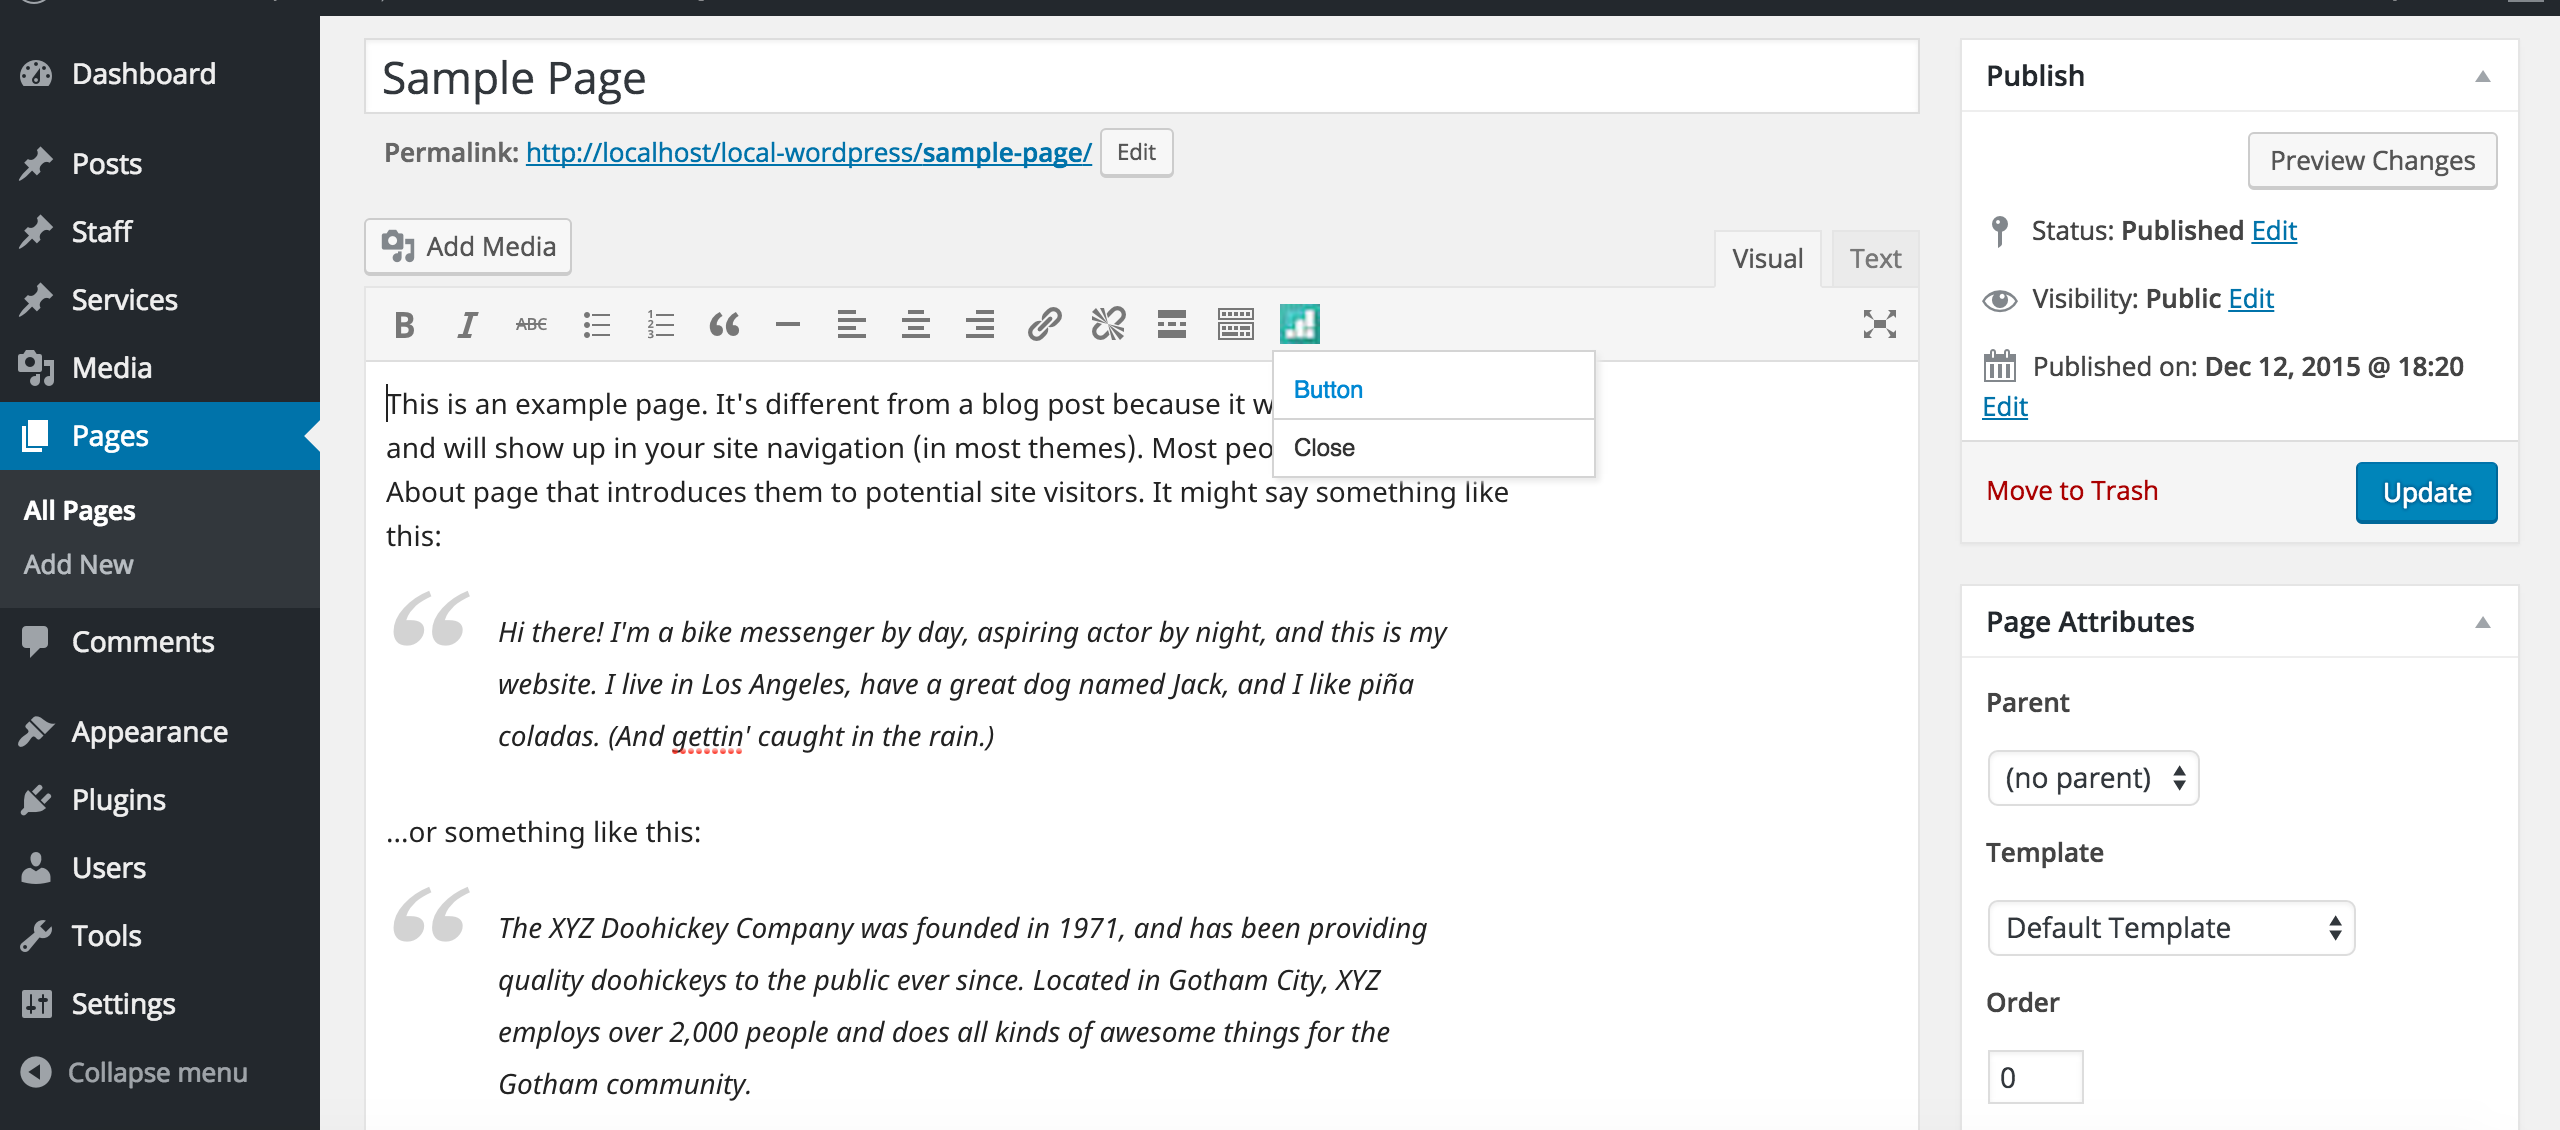 Dashboard
Posts
Staff
Services
Media
Pages
All Pages
Add New
Comments
Appearance
Plugins
Users
Tools
Settings
Collapse menu
Sample Page
Permalink: http://localhost/local-wordpress/sample-page/ Edit
Add Media
Visual Text
B I ABC 1 2 3
Button
Close
This is an example page. It's different from a blog post because it
and will show up in your site navigation (in most themes). Most
About page that introduces them to potential site visitors. It might say something like
this:
Hi there! I'm a bike messenger by day, aspiring actor by night, and this is my
website. I live in Los Angeles, have a great dog named Jack, and I like piña
coladas. (And gettin' caught in the rain.)
...or something like this:
The XYZ Doohickey Company was founded in 1971, and has been providing
quality doohickeys to the public ever since. Located in Gotham City, XYZ
employs over 2,000 people and does all kinds of awesome things for the
Gotham community.
Publish
Preview Changes
Status: Published Edit
Visibility: Public Edit
Published on: Dec 12, 2015 @ 18:20
Edit
Move to Trash
Update
Page Attributes
Parent
(no parent)
Template
Default Template
Order
0